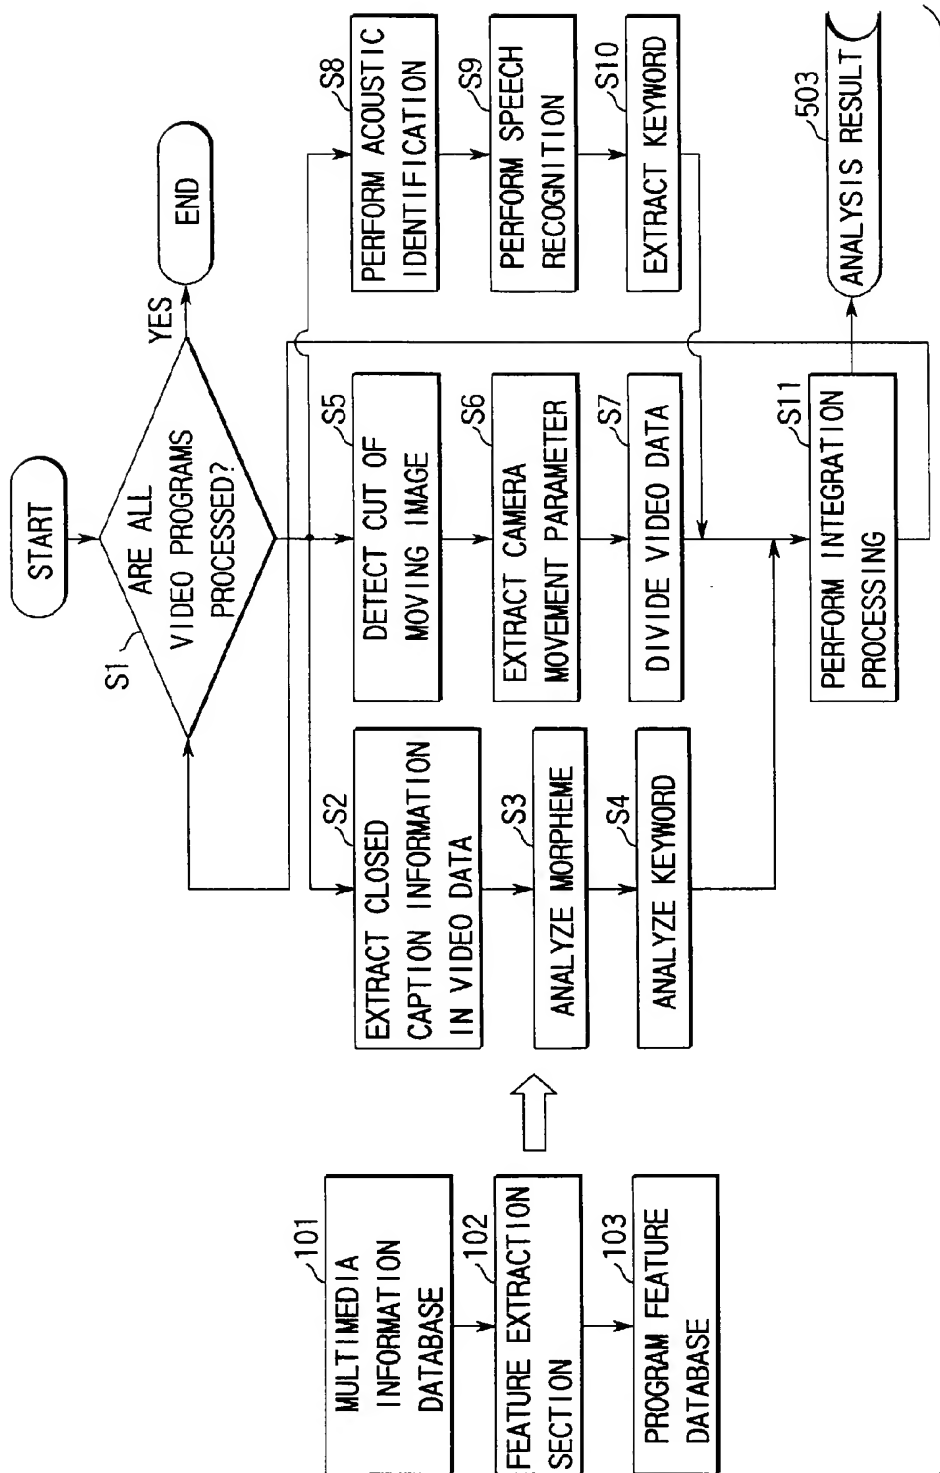 START
S1
ARE ALL
VIDEO PROGRAMS
PROCESSED?
YES
END
S2
EXTRACT CLOSED
CAPTION INFORMATION
IN VIDEO DATA
S3
ANALYZE MORPHEME
S4
ANALYZE KEYWORD
S5
DETECT CUT OF
MOVING IMAGE
S6
EXTRACT CAMERA
MOVEMENT PARAMETER
S7
DIVIDE VIDEO DATA
S8
PERFORM ACOUSTIC
IDENTIFICATION
S9
PERFORM SPEECH
RECOGNITION
S10
EXTRACT KEYWORD
S11
PERFORM INTEGRATION
PROCESSING
503
ANALYSIS RESULT
101
MULTIMEDIA
INFORMATION
DATABASE
102
FEATURE EXTRACTION
SECTION
103
PROGRAM FEATURE
DATABASE